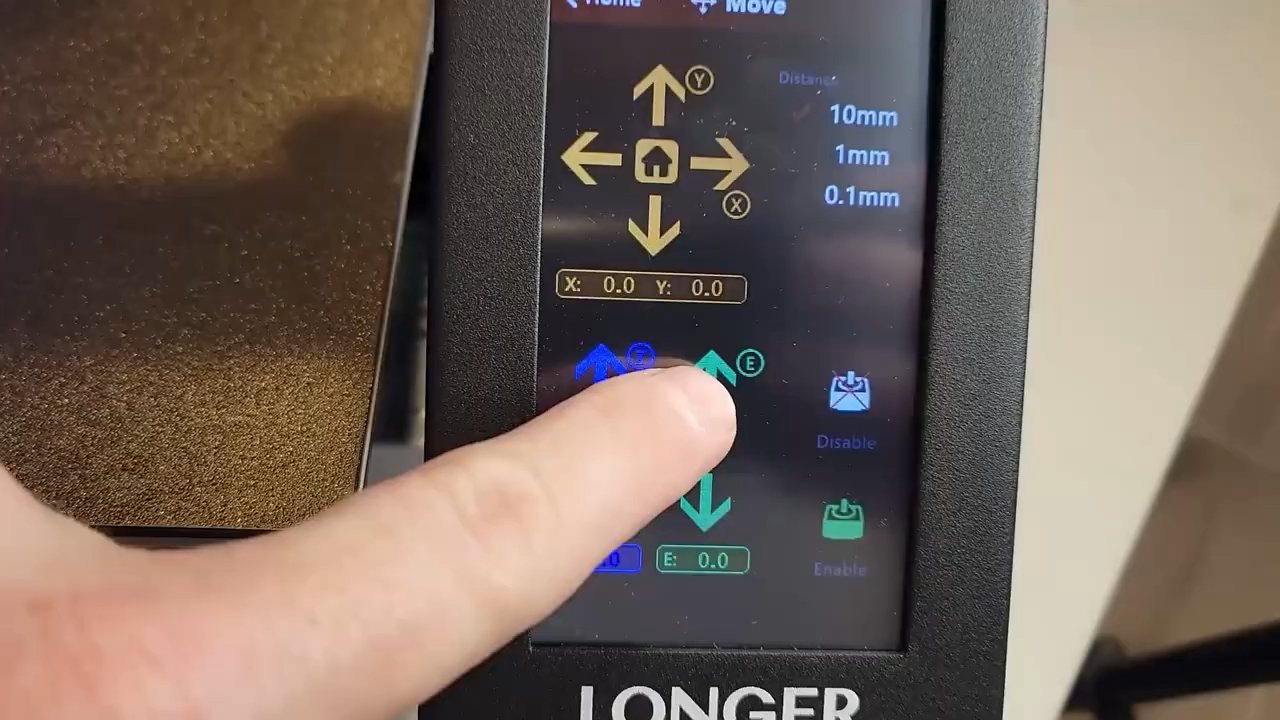 Home Move
Y
Distance
10mm
1mm
0.1mm
X
X: 0.0 Y: 0.0
Z
E
Disable
E: 0.0
Enable
LONGER